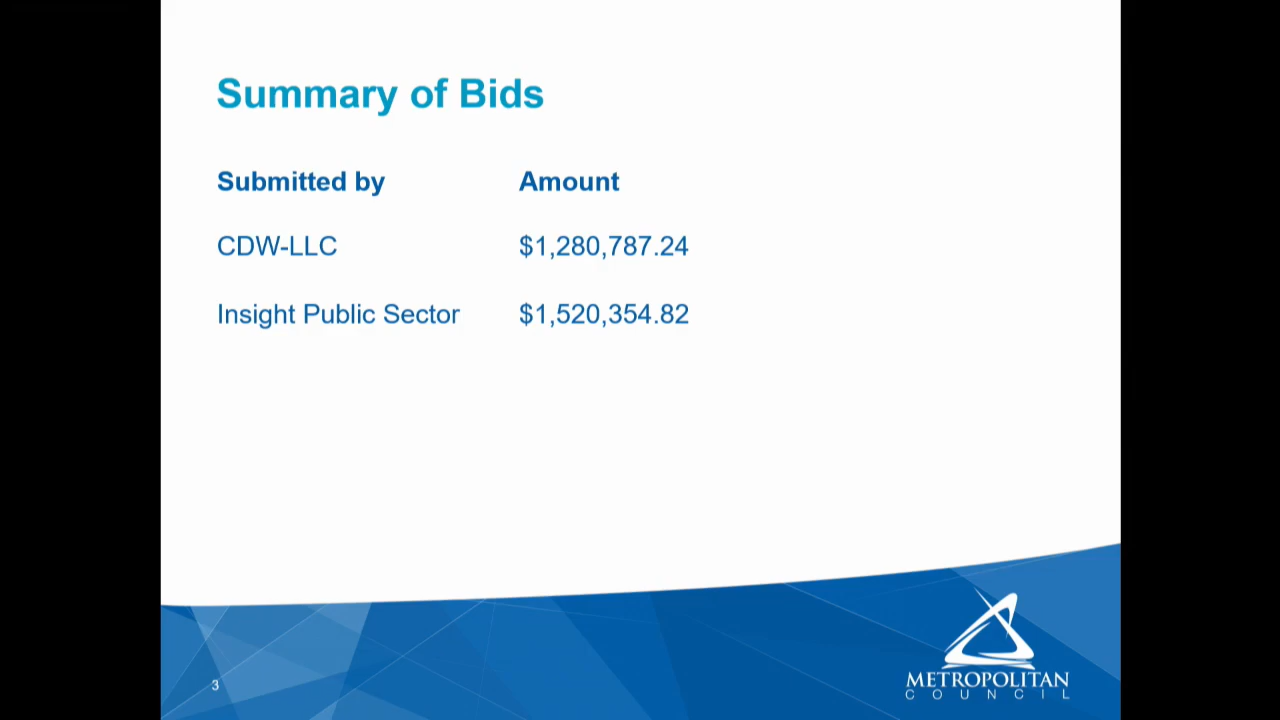 Summary of Bids
Submitted by Amount
CDW-LLC $1,280,787.24
Insight Public Sector $1,520,354.82
3
METROPOLITAN
COUNCIL